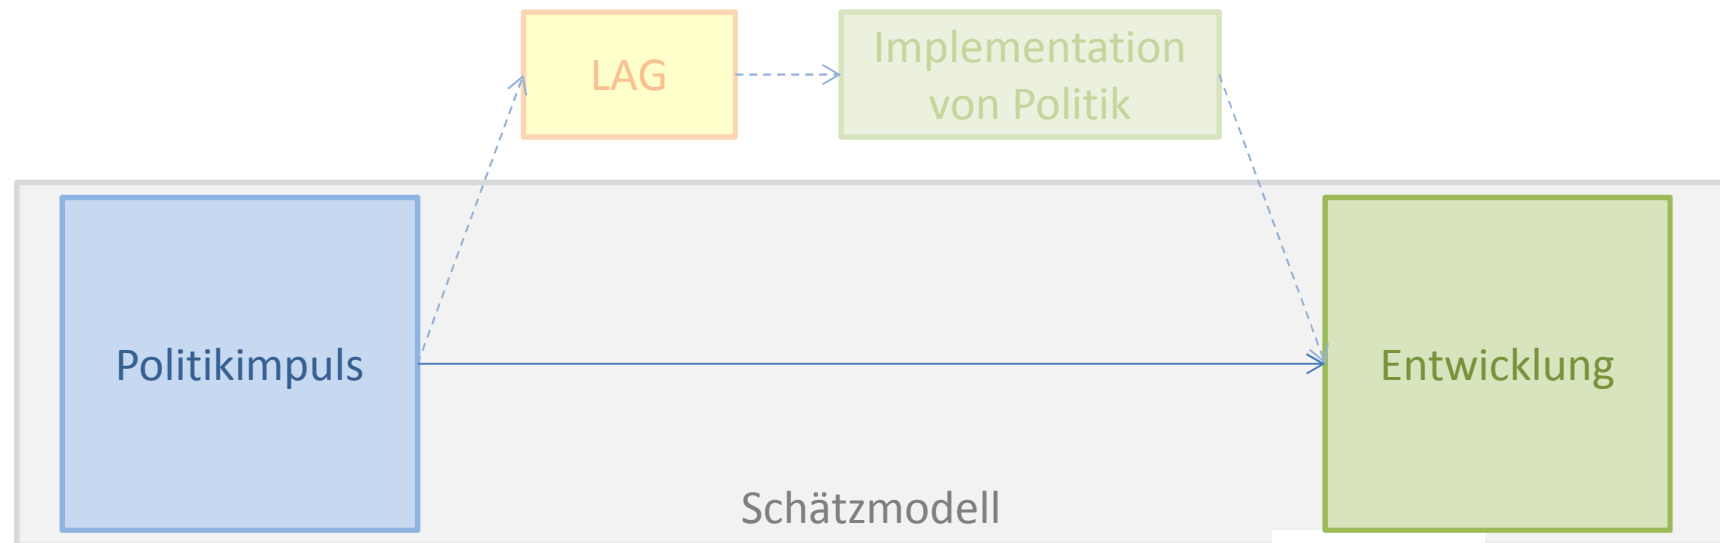 LAG
Implementation
von Politik
Politikimpuls
Entwicklung
Schätzmodell